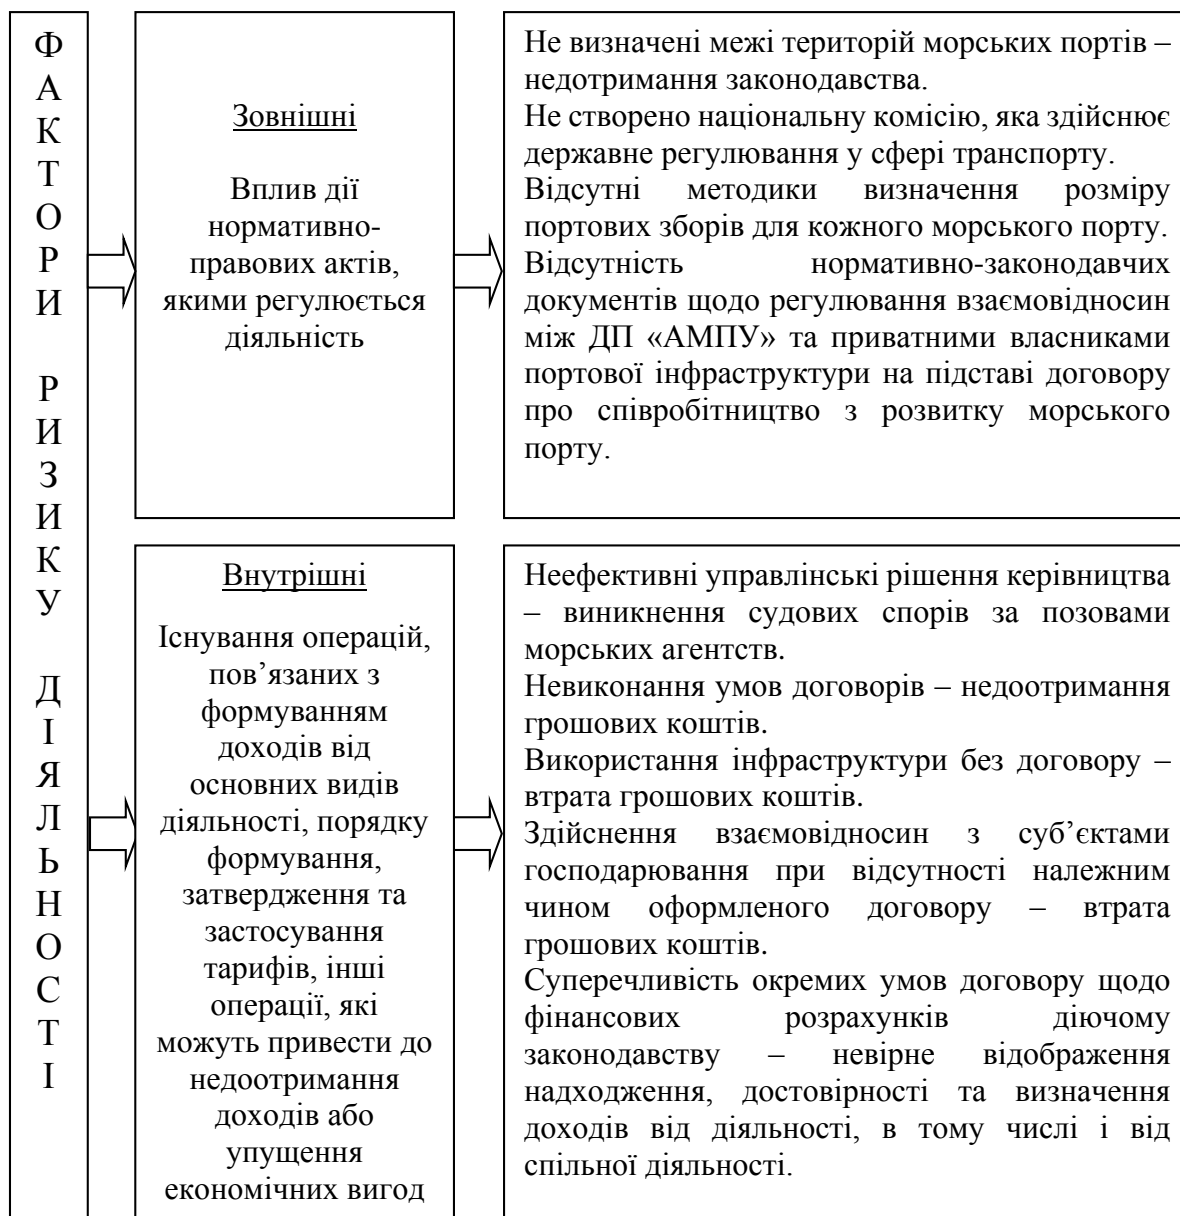 ФАКТОРИ РИЗИКУ ДІЯЛЬНОСТІ
Зовнішні
Вплив дії
нормативно-
правових актів,
якими регулюється
діяльність
Не визначені межі територій морських портів –
недотримання законодавства.
Не створено національну комісію, яка здійснює
державне регулювання у сфері транспорту.
Відсутні методики визначення розміру
портових зборів для кожного морського порту.
Відсутність нормативно-законодавчих
документів щодо регулювання взаємовідносин
між ДП «АМПУ» та приватними власниками
портової інфраструктури на підставі договору
про співробітництво з розвитку морського
порту.
Внутрішні
Існування операцій,
пов’язаних з
формуванням
доходів від
основних видів
діяльності, порядку
формування,
затвердження та
застосування
тарифів, інші
операції, які
можуть привести до
недоотримання
доходів або
упущення
економічних вигод
Неефективні управлінські рішення керівництва
– виникнення судових спорів за позовами
морських агентств.
Невиконання умов договорів – недоотримання
грошових коштів.
Використання інфраструктури без договору –
втрата грошових коштів.
Здійснення взаємовідносин з суб’єктами
господарювання при відсутності належним
чином оформленого договору – втрата
грошових коштів.
Суперечливість окремих умов договору щодо
фінансових розрахунків діючому
законодавству – невірне відображення
надходження, достовірності та визначення
доходів від діяльності, в тому числі і від
спільної діяльності.